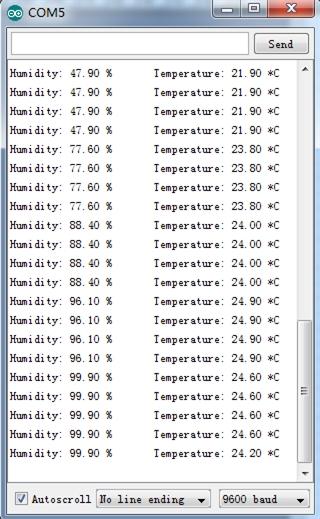 COM5
Send
Humidity: 47.90 % Temperature: 21.90 *C
Humidity: 47.90 % Temperature: 21.90 *C
Humidity: 47.90 % Temperature: 21.90 *C
Humidity: 47.90 % Temperature: 21.90 *C
Humidity: 77.60 % Temperature: 23.80 *C
Humidity: 77.60 % Temperature: 23.80 *C
Humidity: 77.60 % Temperature: 23.80 *C
Humidity: 77.60 % Temperature: 23.80 *C
Humidity: 88.40 % Temperature: 24.00 *C
Humidity: 88.40 % Temperature: 24.00 *C
Humidity: 88.40 % Temperature: 24.00 *C
Humidity: 88.40 % Temperature: 24.00 *C
Humidity: 96.10 % Temperature: 24.90 *C
Humidity: 96.10 % Temperature: 24.90 *C
Humidity: 96.10 % Temperature: 24.90 *C
Humidity: 96.10 % Temperature: 24.90 *C
Humidity: 99.90 % Temperature: 24.60 *C
Humidity: 99.90 % Temperature: 24.60 *C
Humidity: 99.90 % Temperature: 24.60 *C
Humidity: 99.90 % Temperature: 24.60 *C
Humidity: 99.90 % Temperature: 24.20 *C
Autoscroll No line ending 9600 baud